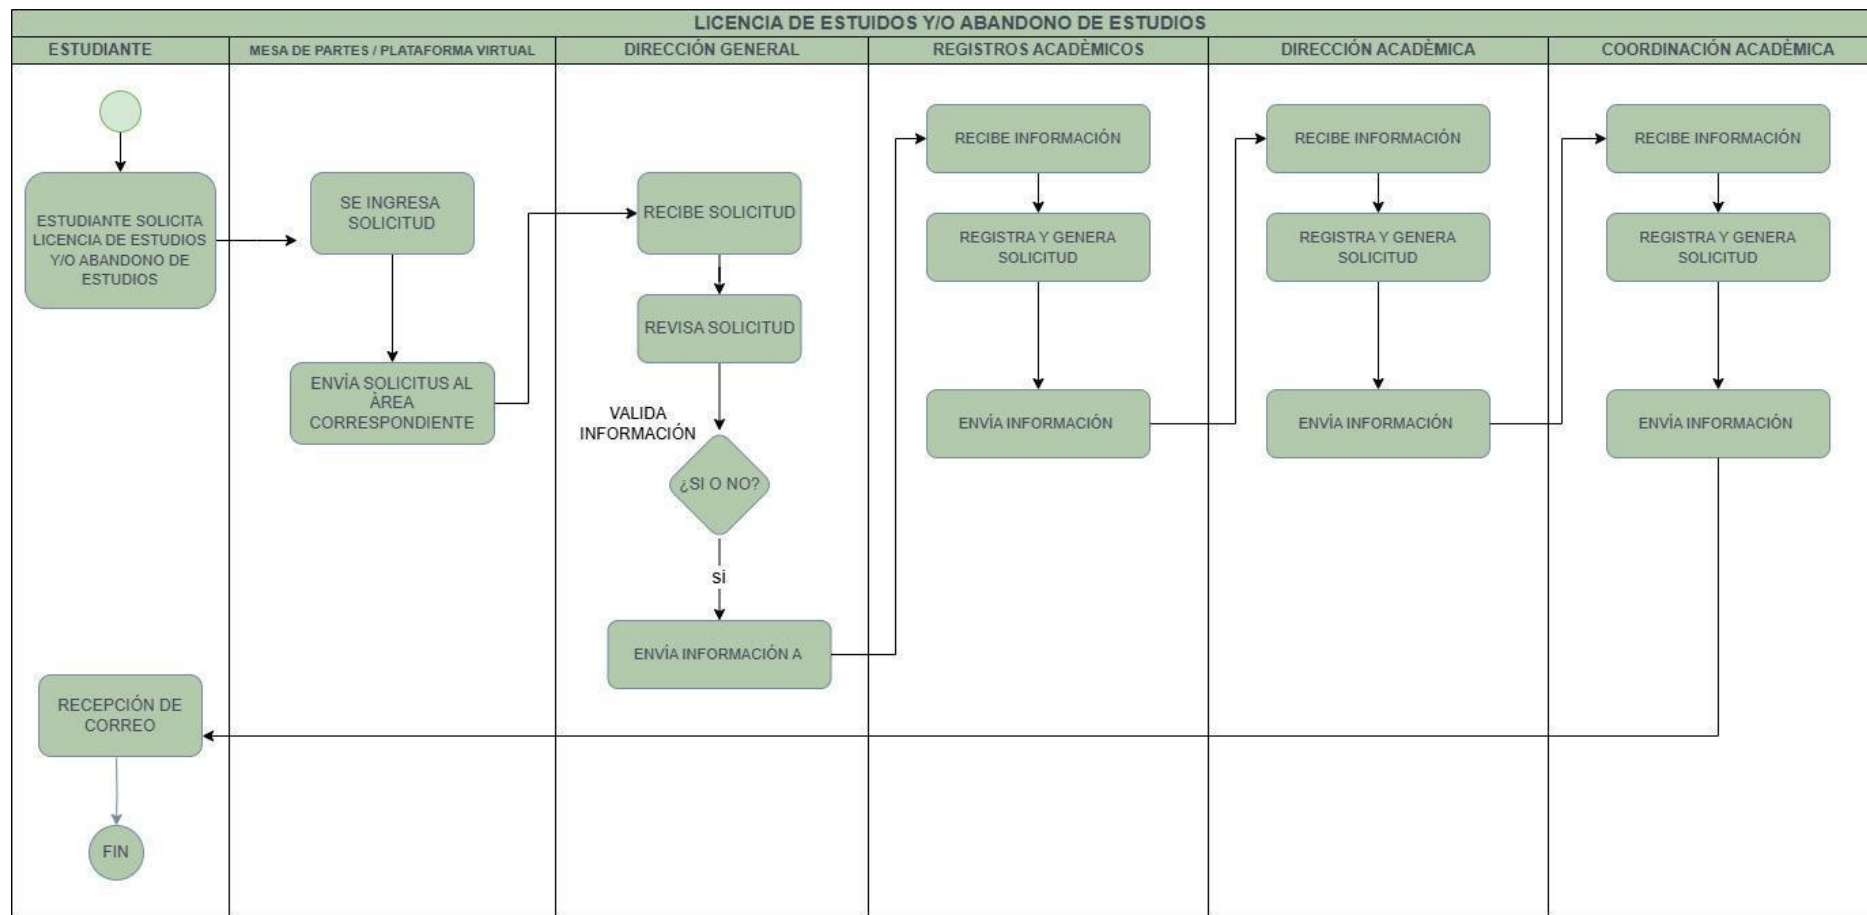 LICENCIA DE ESTUIDOS Y/O ABANDONO DE ESTUDIOS
ESTUDIANTE
MESA DE PARTES / PLATAFORMA VIRTUAL
DIRECCIÓN GENERAL
REGISTROS ACADÈMICOS
DIRECCIÓN ACADÈMICA
COORDINACIÓN ACADÈMICA
ESTUDIANTE SOLICITA
LICENCIA DE ESTUDIOS
Y/O ABANDONO DE
ESTUDIOS
SE INGRESA
SOLICITUD
ENVÌA SOLICITUS AL
ÀREA
CORRESPONDIENTE
RECIBE SOLICITUD
REVISA SOLICITUD
VALIDA
INFORMACIÓN
¿SI O NO?
sì
ENVÍA INFORMACIÓN A
RECIBE INFORMACIÓN
REGISTRA Y GENERA
SOLICITUD
ENVÍA INFORMACIÓN
RECIBE INFORMACIÓN
REGISTRA Y GENERA
SOLICITUD
ENVÍA INFORMACIÓN
RECIBE INFORMACIÓN
REGISTRA Y GENERA
SOLICITUD
ENVÍA INFORMACIÓN
RECEPCIÓN DE
CORREO
FIN